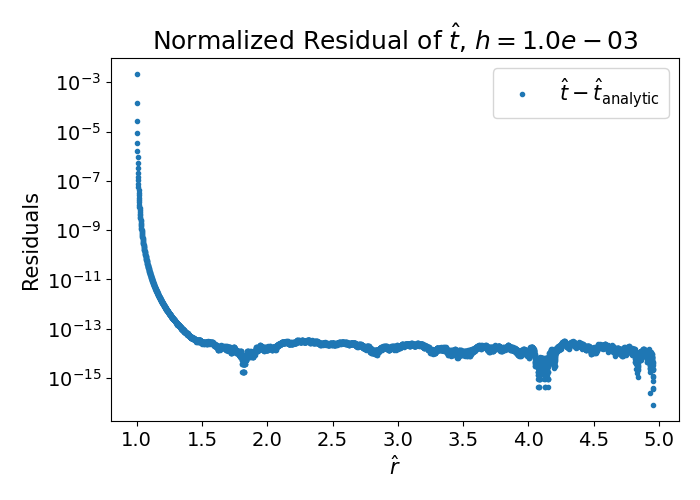 Normalized Residual of t̂, h = 1.0e − 03
10⁻³
10⁻⁵
10⁻⁷
10⁻⁹
10⁻¹¹
10⁻¹³
10⁻¹⁵
Residuals
t̂ − t̂analytic
1.0 1.5 2.0 2.5 3.0 3.5 4.0 4.5 5.0
r̂